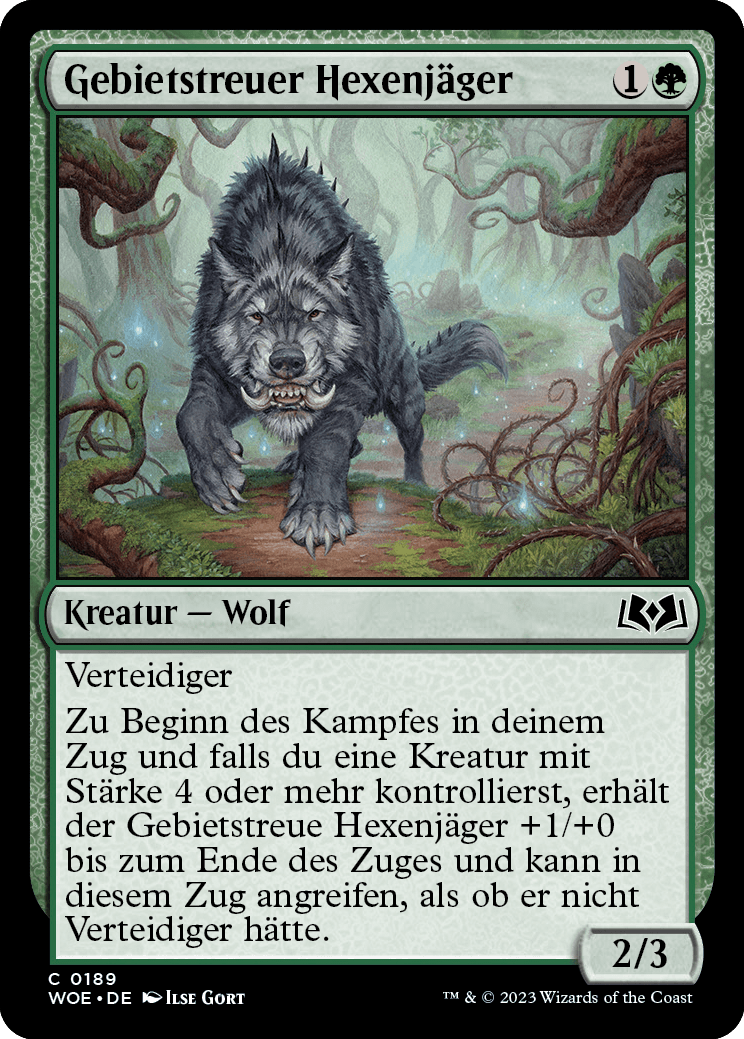 Gebietstreuer Hexenjäger 1
Kreatur — Wolf
Verteidiger
Zu Beginn des Kampfes in deinem
Zug und falls du eine Kreatur mit
Stärke 4 oder mehr kontrollierst, erhält
der Gebietstreue Hexenjäger +1/+0
bis zum Ende des Zuges und kann in
diesem Zug angreifen, als ob er nicht
Verteidiger hätte.
2/3
C 0189
WOE • DE Ilse Gort
™ & © 2023 Wizards of the Coast